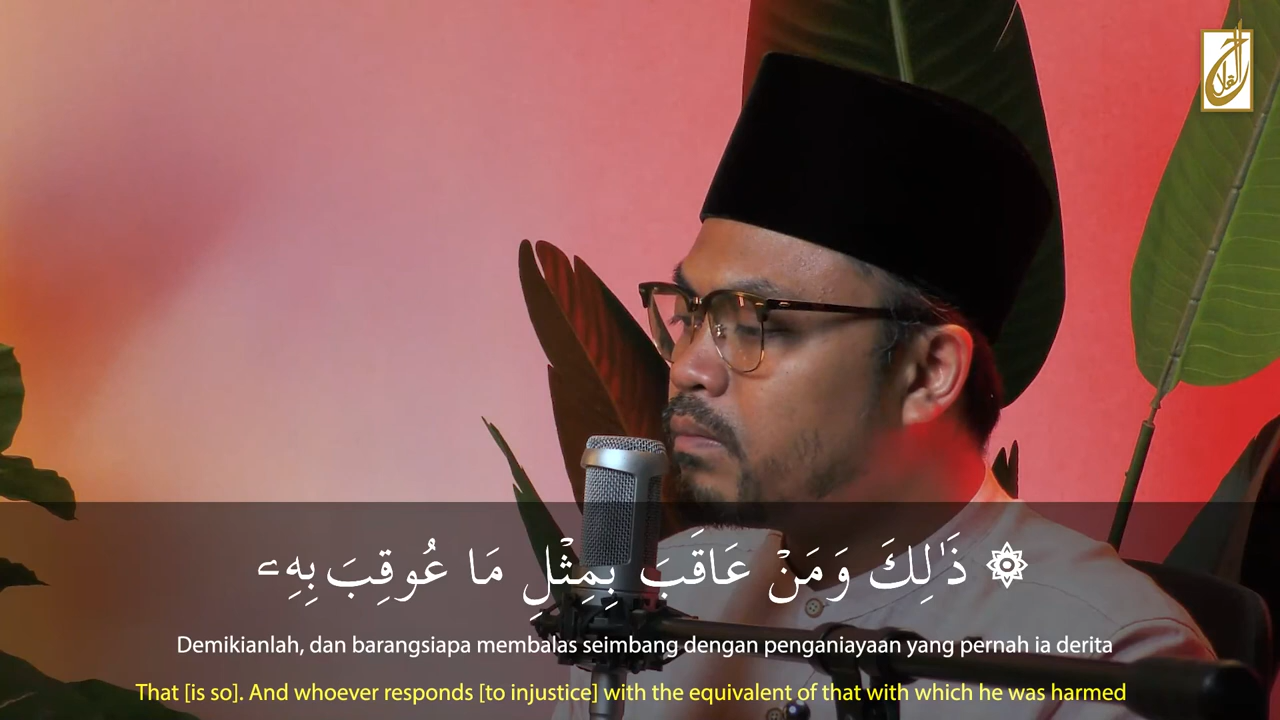 ۞ ذَٰلِكَ وَمَنْ عَاقَبَ بِمِثْلِ مَا عُوقِبَ بِهِۦ
Demikianlah, dan barangsiapa membalas seimbang dengan penganiayaan yang pernah ia derita
That [is so]. And whoever responds [to injustice] with the equivalent of that with which he was harmed